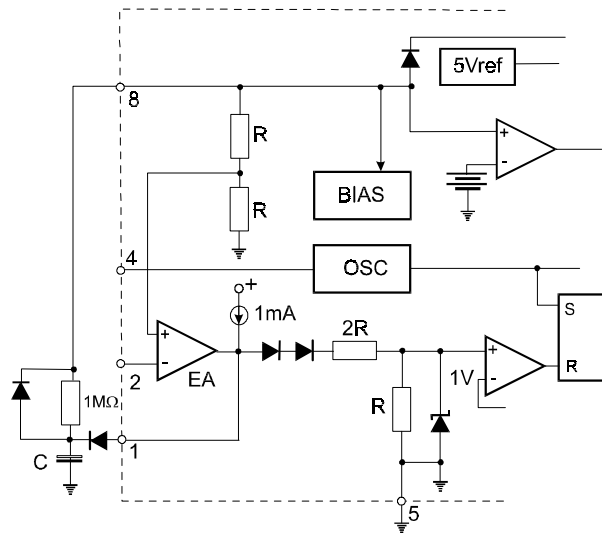 5Vref
8
R
+
-
R
BIAS
4
OSC
+
1mA
S
2R
+
-
2
EA
1V
+
-
R
1MΩ
R
1
C
5